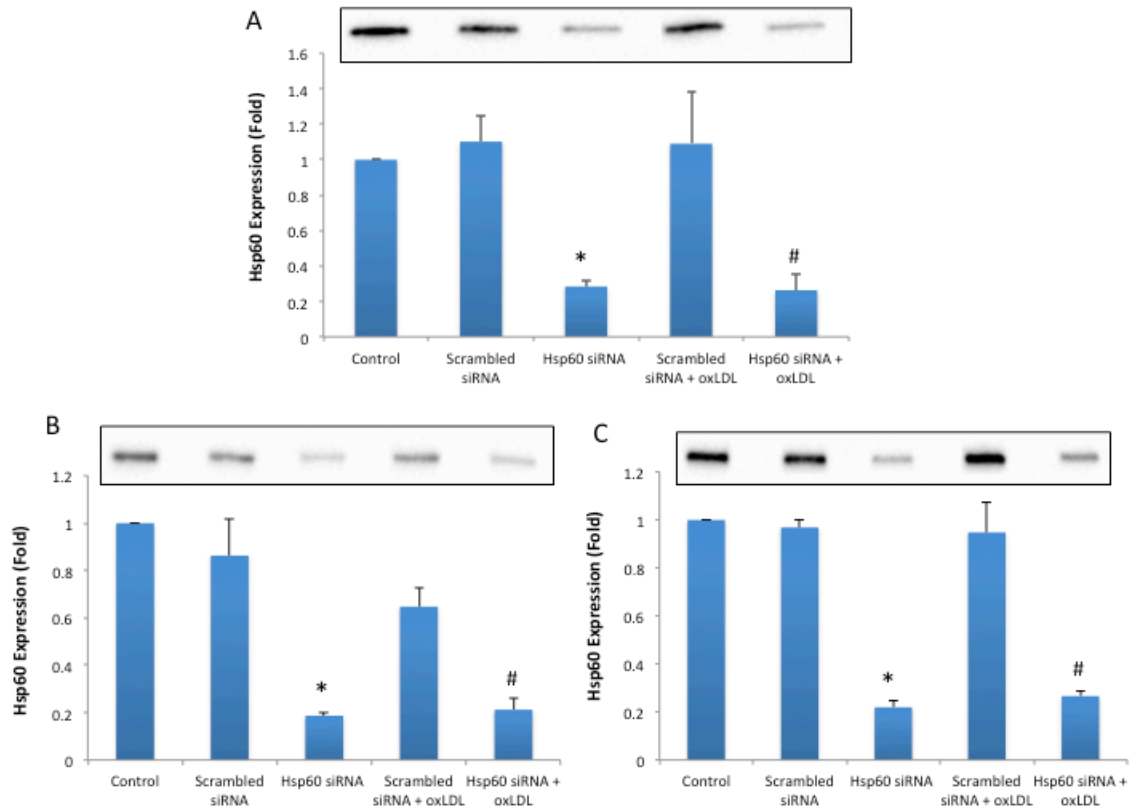 A
Hsp60 Expression (Fold)
1.6
1.4
1.2
1
0.8
0.6
0.4
0.2
0
*
#
Control
Scrambled
siRNA
Hsp60 siRNA
Scrambled
siRNA + oxLDL
Hsp60 siRNA +
oxLDL
B
Hsp60 Expression (Fold)
1.2
1
0.8
0.6
0.4
0.2
0
*
#
Control
Scrambled
siRNA
Hsp60 siRNA
Scrambled
siRNA + oxLDL
Hsp60 siRNA +
oxLDL
C
Hsp60 Expression (Fold)
1.2
1
0.8
0.6
0.4
0.2
0
*
#
Control
Scrambled
siRNA
Hsp60 siRNA
Scrambled
siRNA + oxLDL
Hsp60 siRNA +
oxLDL